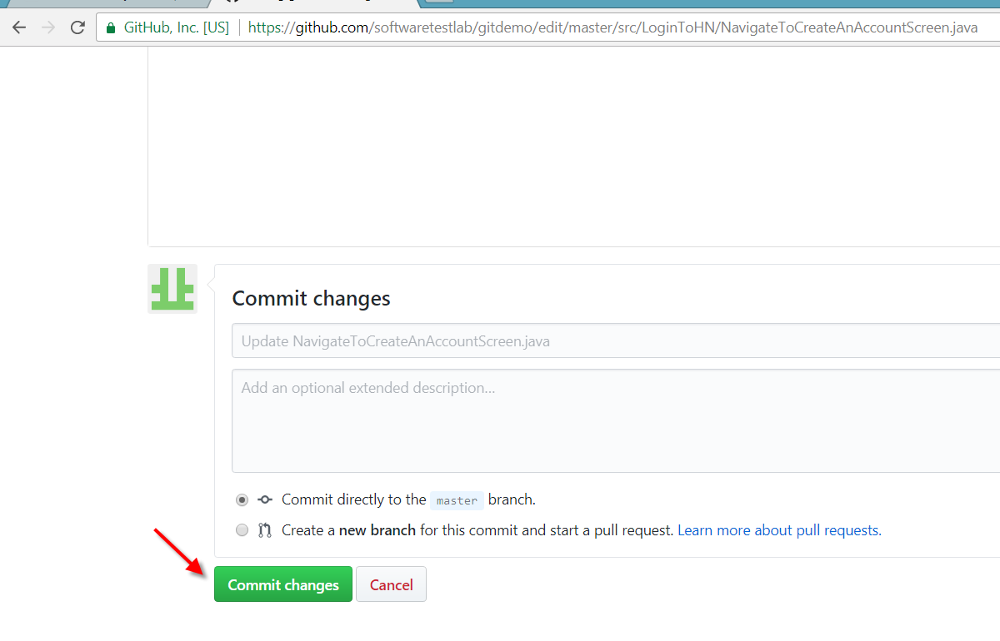 GitHub, Inc. [US] https://github.com/softwaretestlab/gitdemo/edit/master/src/LoginToHN/NavigateToCreateAnAccountScreen.java
Commit changes
Update NavigateToCreateAnAccountScreen.java
Add an optional extended description...
Commit directly to the master branch.
Create a new branch for this commit and start a pull request. Learn more about pull requests.
Commit changes Cancel